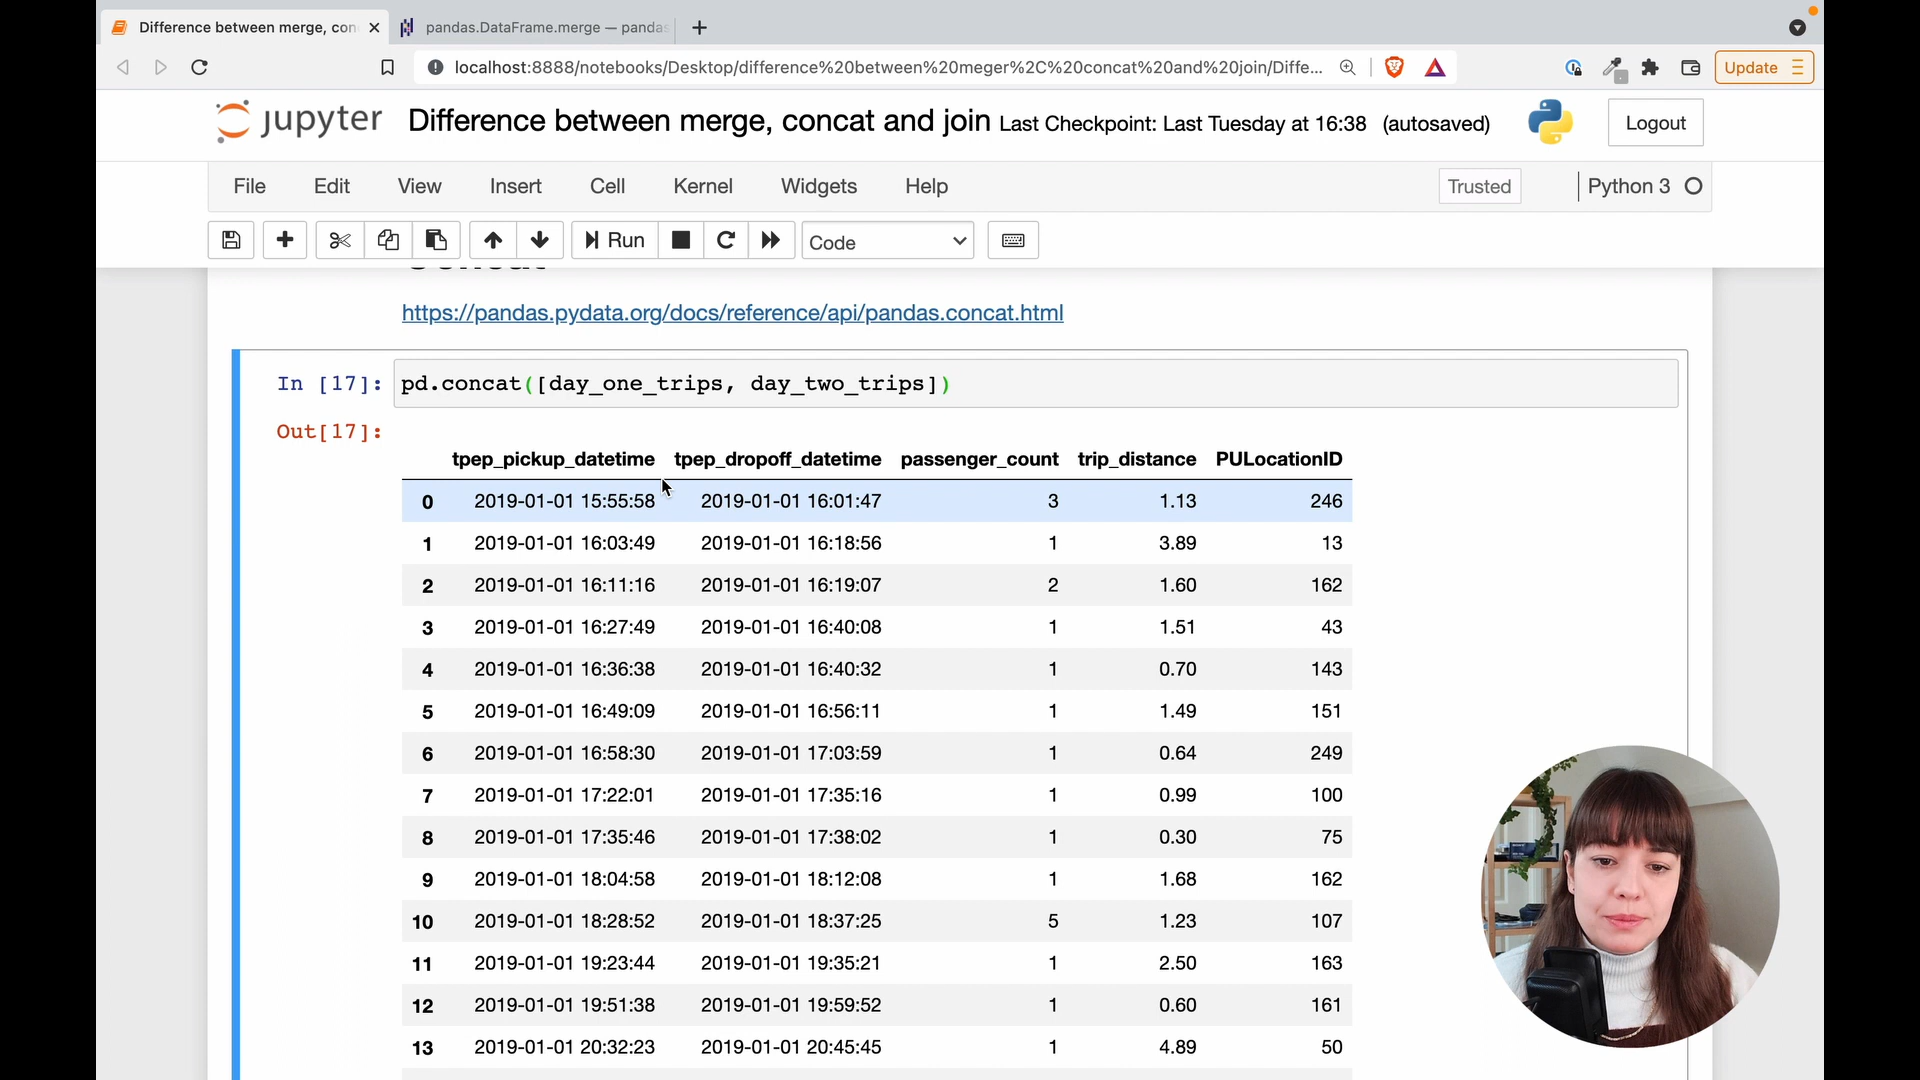 Difference between merge, con
pandas.DataFrame.merge — pandas
localhost:8888/notebooks/Desktop/difference%20between%20meger%2C%20concat%20and%20join/Diffe...
Update
jupyter Difference between merge, concat and join Last Checkpoint: Last Tuesday at 16:38 (autosaved)
Logout
File Edit View Insert Cell Kernel Widgets Help
Trusted
Python 3
Run
Code
Concat
https://pandas.pydata.org/docs/reference/api/pandas.concat.html
In [17]: pd.concat([day_one_trips, day_two_trips])
Out[17]:
tpep_pickup_datetime tpep_dropoff_datetime passenger_count trip_distance PULocationID
0 2019-01-01 15:55:58 2019-01-01 16:01:47 3 1.13 246
1 2019-01-01 16:03:49 2019-01-01 16:18:56 1 3.89 13
2 2019-01-01 16:11:16 2019-01-01 16:19:07 2 1.60 162
3 2019-01-01 16:27:49 2019-01-01 16:40:08 1 1.51 43
4 2019-01-01 16:36:38 2019-01-01 16:40:32 1 0.70 143
5 2019-01-01 16:49:09 2019-01-01 16:56:11 1 1.49 151
6 2019-01-01 16:58:30 2019-01-01 17:03:59 1 0.64 249
7 2019-01-01 17:22:01 2019-01-01 17:35:16 1 0.99 100
8 2019-01-01 17:35:46 2019-01-01 17:38:02 1 0.30 75
9 2019-01-01 18:04:58 2019-01-01 18:12:08 1 1.68 162
10 2019-01-01 18:28:52 2019-01-01 18:37:25 5 1.23 107
11 2019-01-01 19:23:44 2019-01-01 19:35:21 1 2.50 163
12 2019-01-01 19:51:38 2019-01-01 19:59:52 1 0.60 161
13 2019-01-01 20:32:23 2019-01-01 20:45:45 1 4.89 50